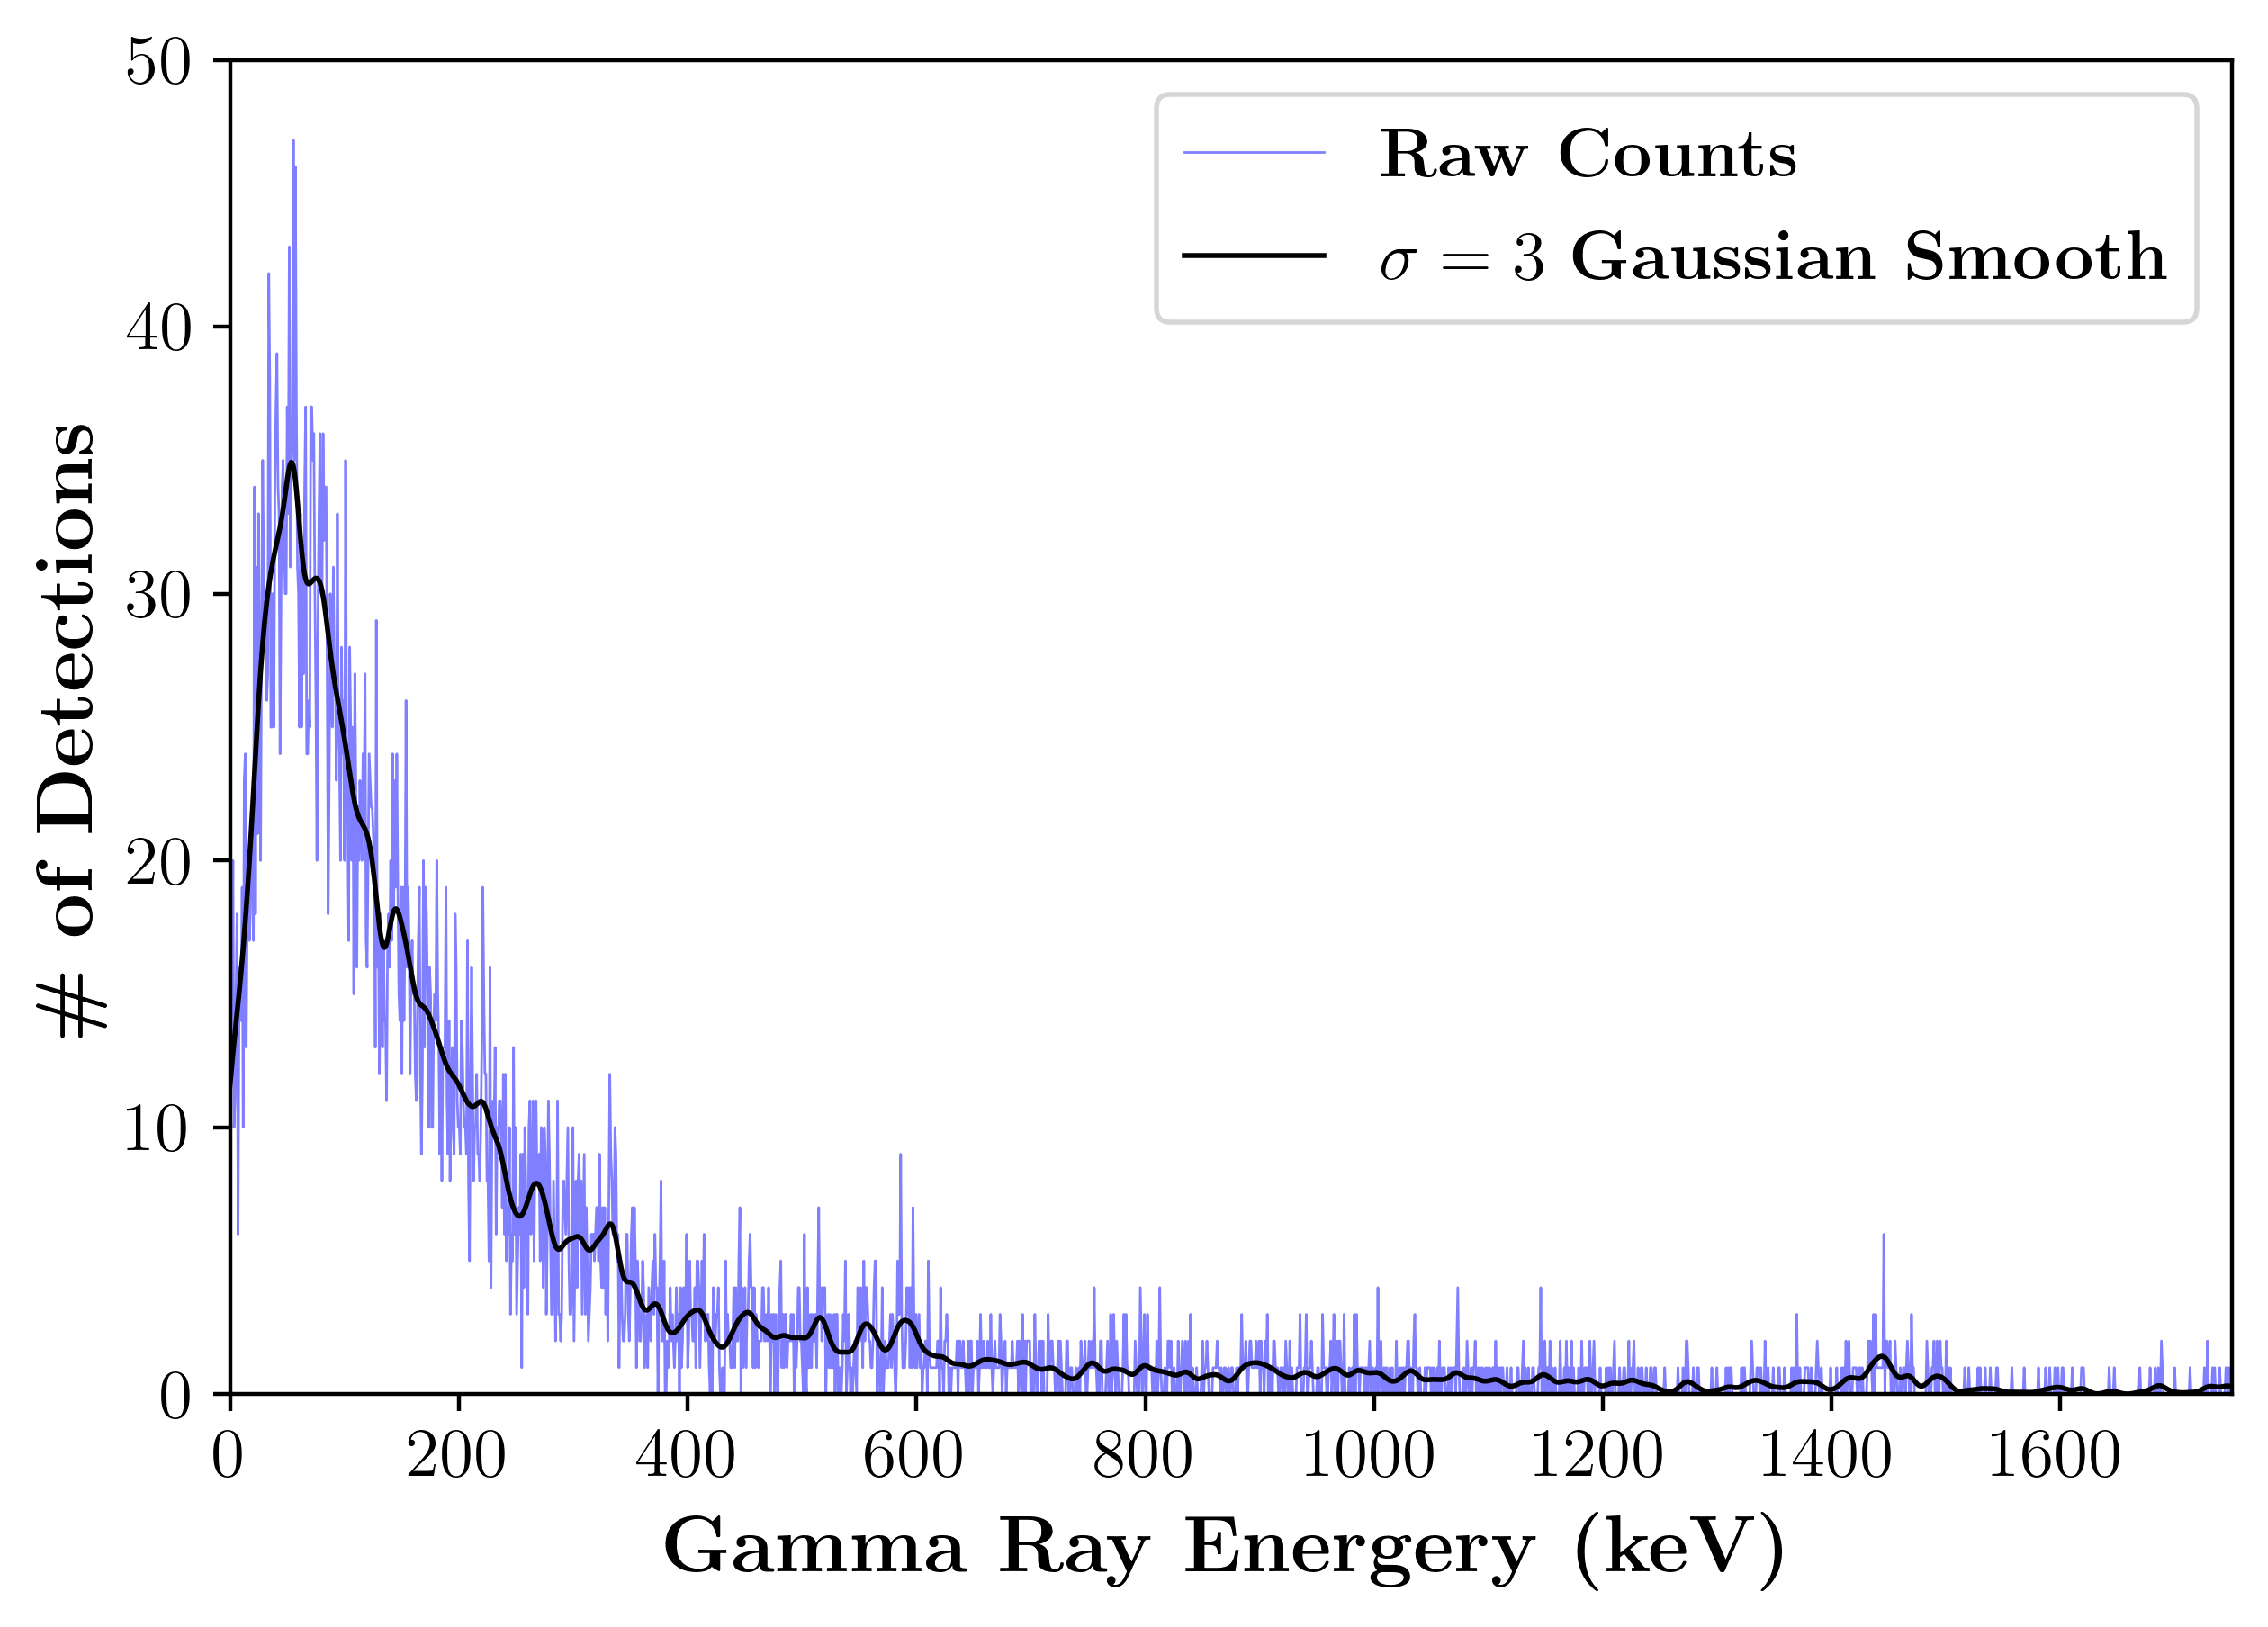 50
40
30
20
10
0
# of Detections
Raw Counts
σ = 3 Gaussian Smooth
0 200 400 600 800 1000 1200 1400 1600
Gamma Ray Energery (keV)